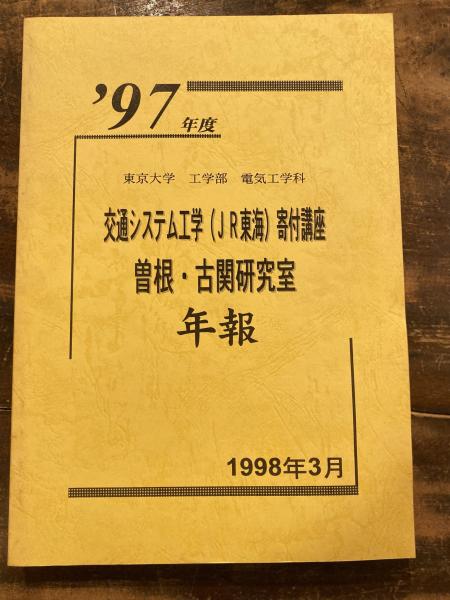 ’97年度
東京大学 工学部 電気工学科
交通システム工学(JR東海)寄付講座
曽根・古関研究室
年報
1998年3月